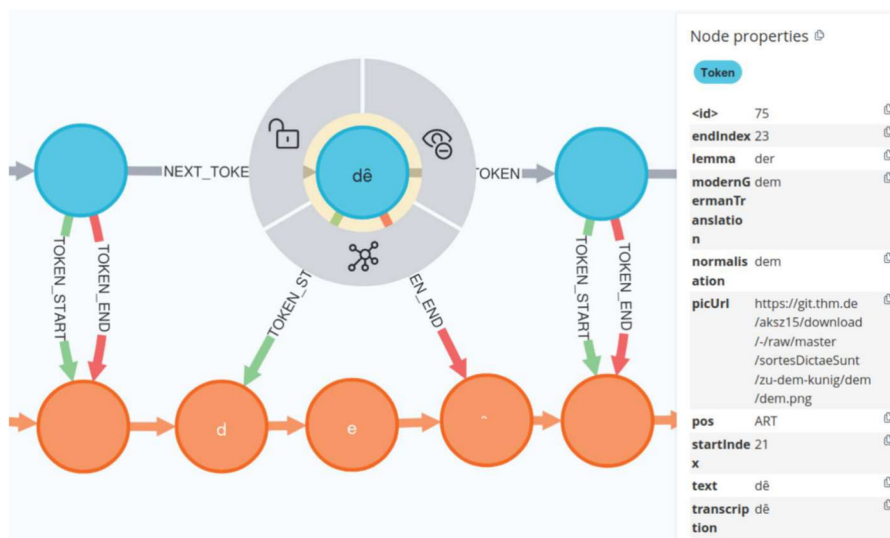 NEXT_TOKE
dê
TOKEN
TOKEN_START
TOKEN_END
TOKEN_ST
EN_END
TOKEN_START
TOKEN_END
d
e
^
Node properties
Token
<id> 75
endIndex 23
lemma der
modernG dem
ermanTr
anslatio
n
normalis dem
ation
picUrl https://git.thm.de
/aksz15/download
/-/raw/master
/sortesDictaeSunt
/zu-dem-kunig/dem
/dem.png
pos ART
startInde 21
x
text dê
transcrip dê
tion